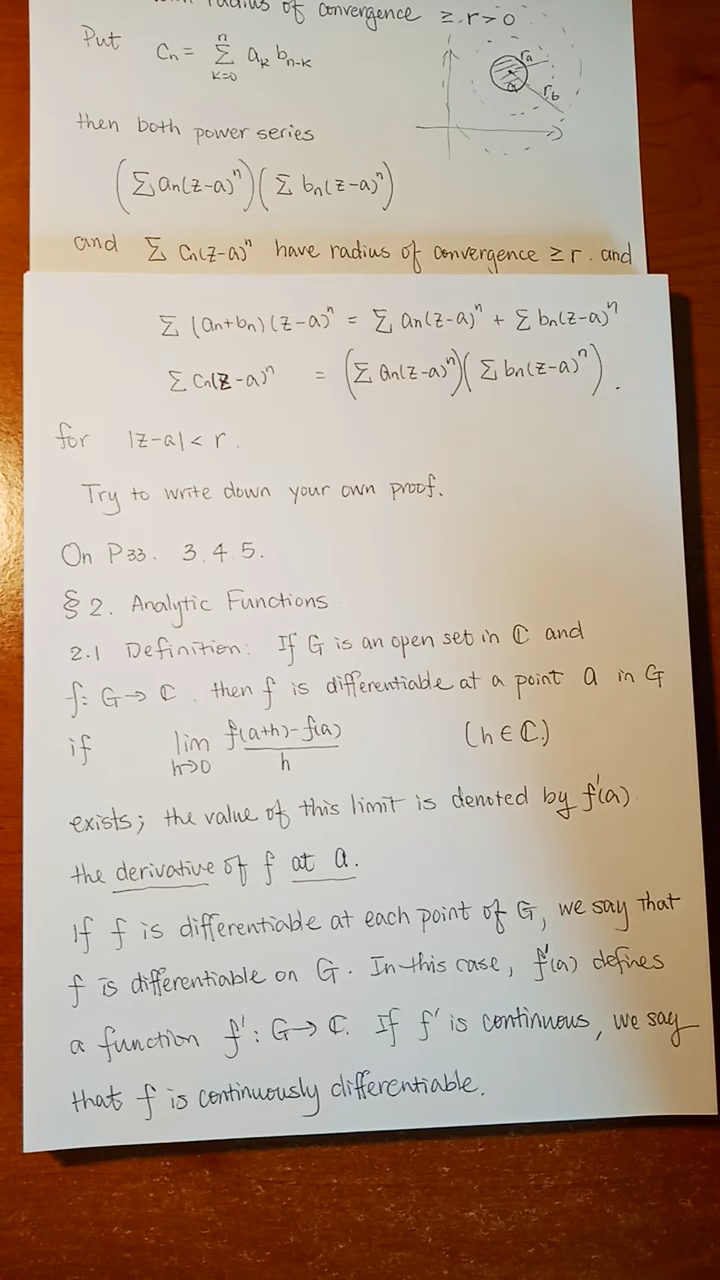 radius of convergence ≥ r > 0
Put Cn = n Σ k=0 ak bn-k
ra
a
rb
then both power series
(Σ an(z-a)^n)(Σ bn(z-a)^n)
and Σ Cn(z-a)^n have radius of convergence ≥ r. and
Σ (an+bn)(z-a)^n = Σ an(z-a)^n + Σ bn(z-a)^n
Σ Cn(z-a)^n = (Σ an(z-a)^n)(Σ bn(z-a)^n).
for |z-a| < r.
Try to write down your own proof.
On P33. 3.4.5.
§2. Analytic Functions
2.1 Definition: If G is an open set in ℂ and
f: G→ℂ, then f is differentiable at a point a in G
if lim h→0 f(a+h)-f(a) / h (h∈ℂ.)
exists; the value of this limit is denoted by f'(a).
the derivative of f at a.
If f is differentiable at each point of G, we say that
f is differentiable on G. In this case, f'(a) defines
a function f': G→ℂ. If f' is continuous, we say
that f is continuously differentiable.